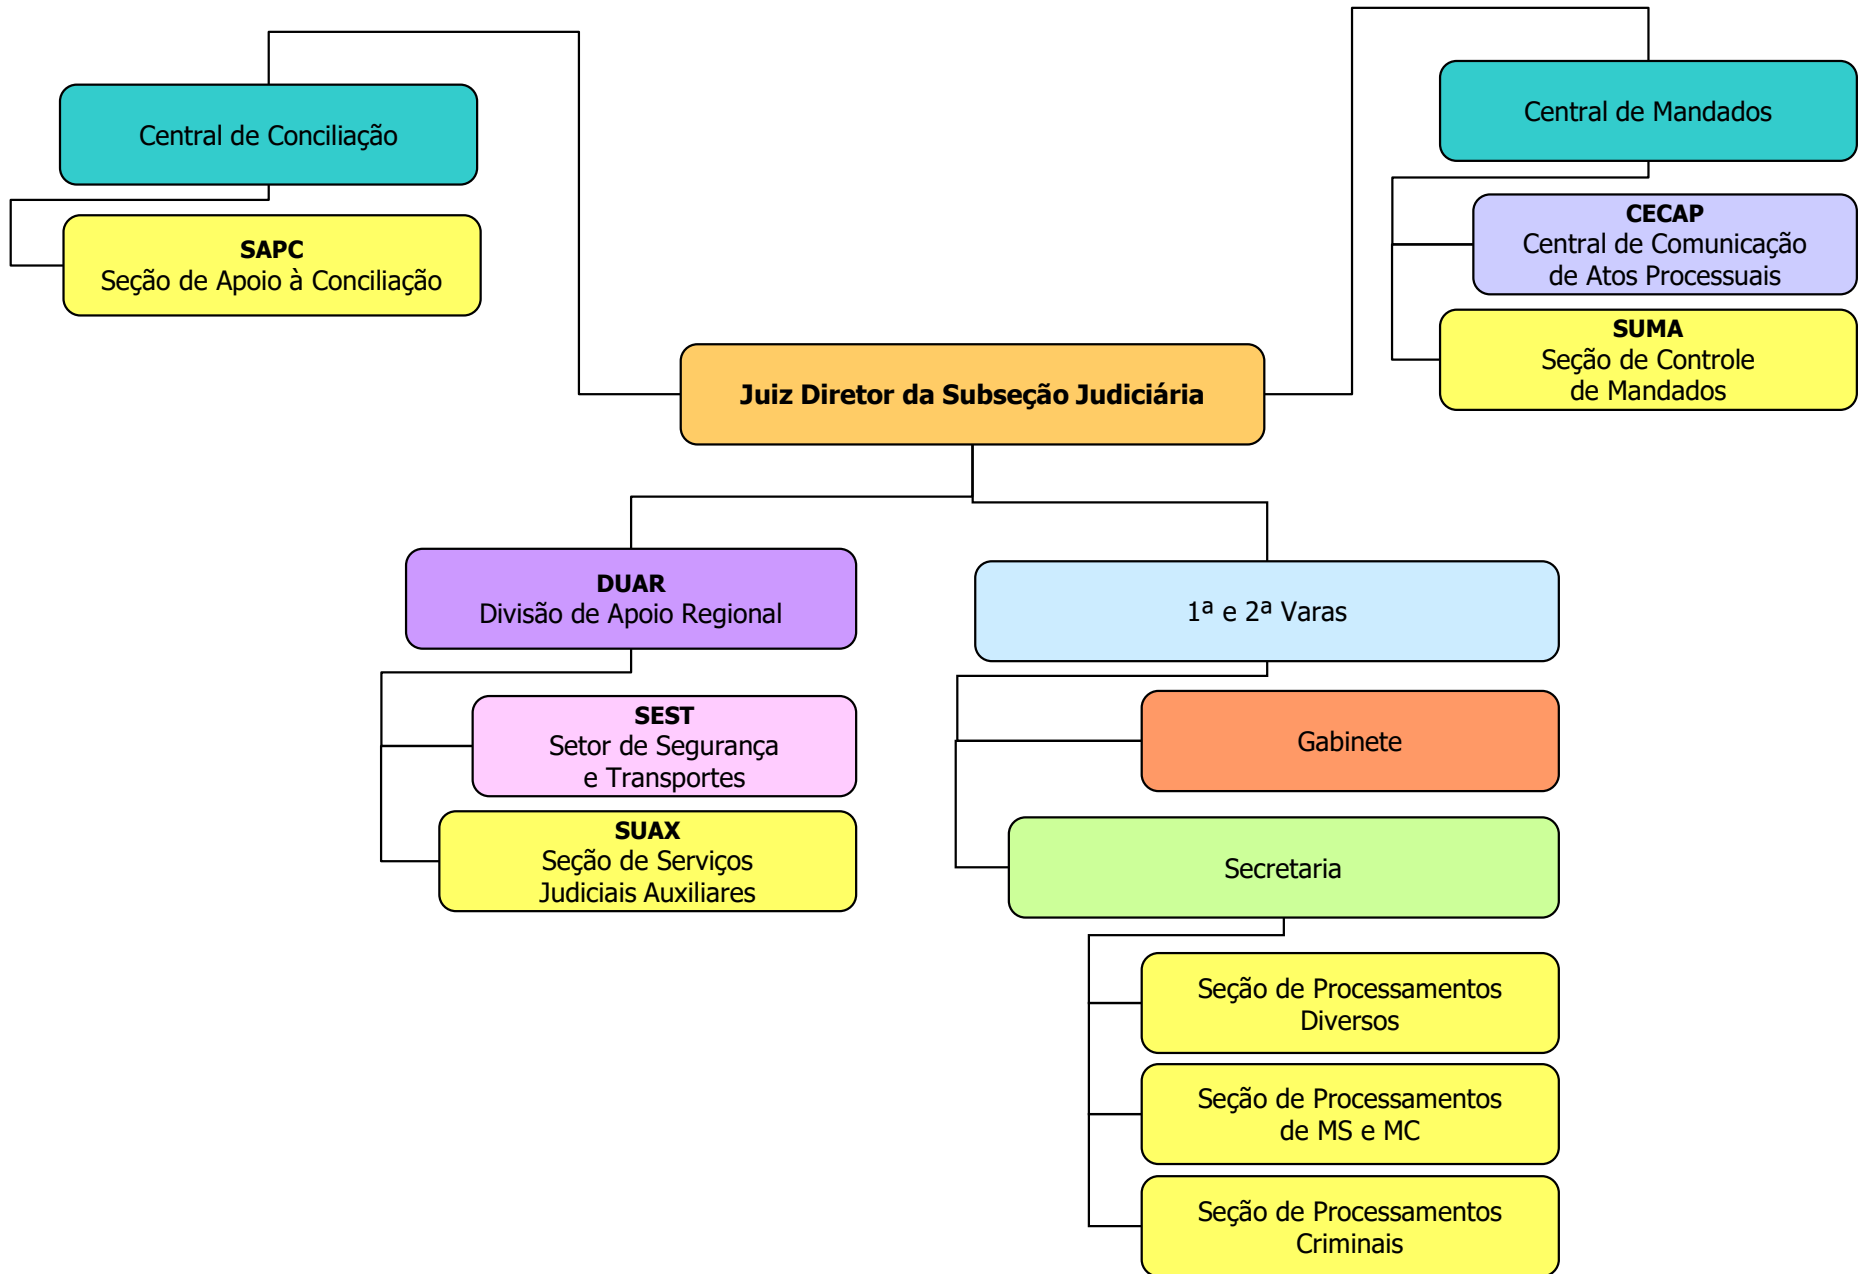 Central de Conciliação
SAPC
Seção de Apoio à Conciliação
Central de Mandados
CECAP
Central de Comunicação
de Atos Processuais
SUMA
Seção de Controle
de Mandados
Juiz Diretor da Subseção Judiciária
DUAR
Divisão de Apoio Regional
SEST
Setor de Segurança
e Transportes
SUAX
Seção de Serviços
Judiciais Auxiliares
1ª e 2ª Varas
Gabinete
Secretaria
Seção de Processamentos
Diversos
Seção de Processamentos
de MS e MC
Seção de Processamentos
Criminais